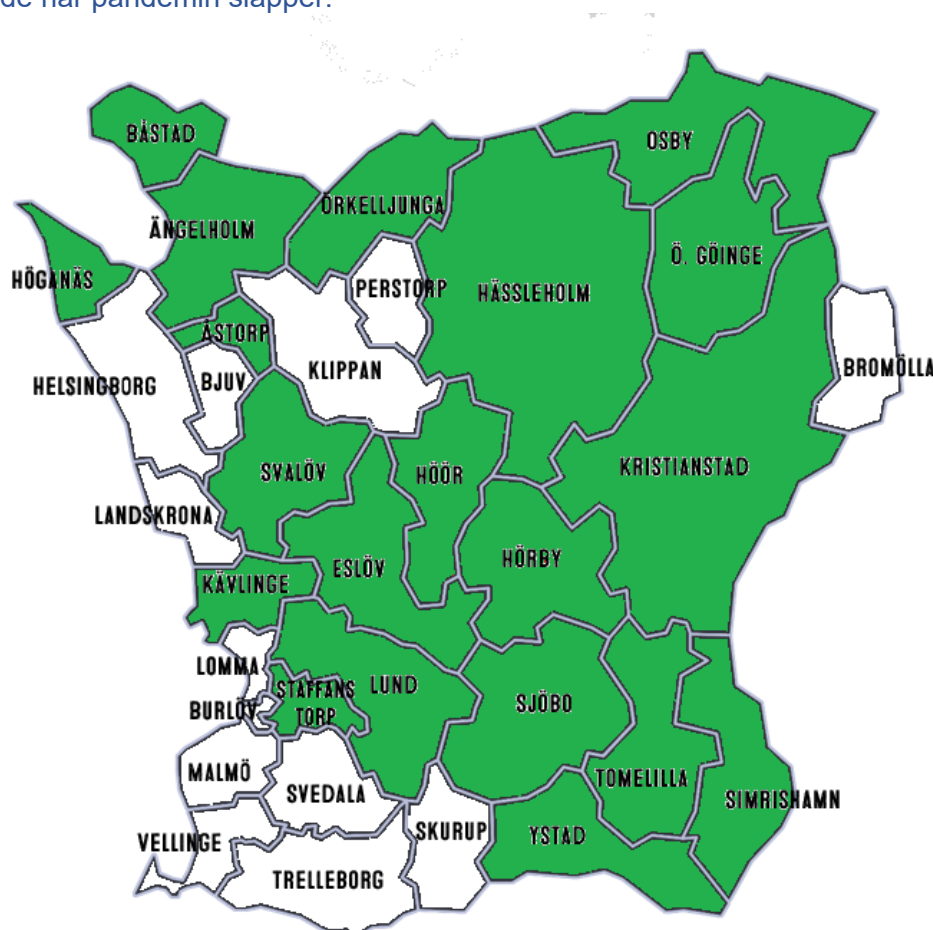 de när pandemin släpper.
BÅSTAD
OSBY
ÖRKELLJUNGA
ÄNGELHOLM
Ö. GÖINGE
HÖGANÄS
PERSTORP
HÄSSLEHOLM
ÅSTORP
KLIPPAN
BROMÖLLA
BJUV
HELSINGBORG
KRISTIANSTAD
SVALÖV
HÖÖR
LANDSKRONA
HÖRBY
ESLÖV
KÄVLINGE
LOMMA
LUND
STAFFANS
TORP
SJÖBO
BURLÖV
MALMÖ
TOMELILLA
SVEDALA
SIMRISHAMN
SKURUP
YSTAD
VELLINGE
TRELLEBORG